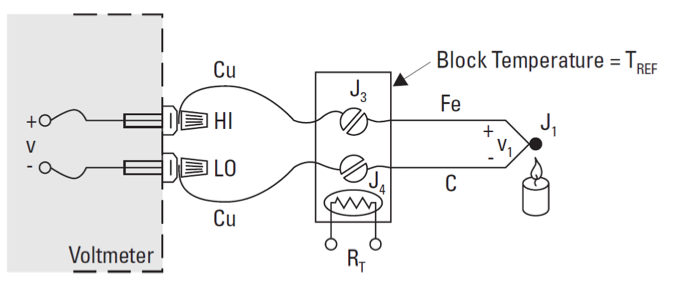 Block Temperature = TREF
Cu
J3
Fe
+
HI
+
J1
V
V1
-
LO
-
J4
C
Cu
Voltmeter
RT